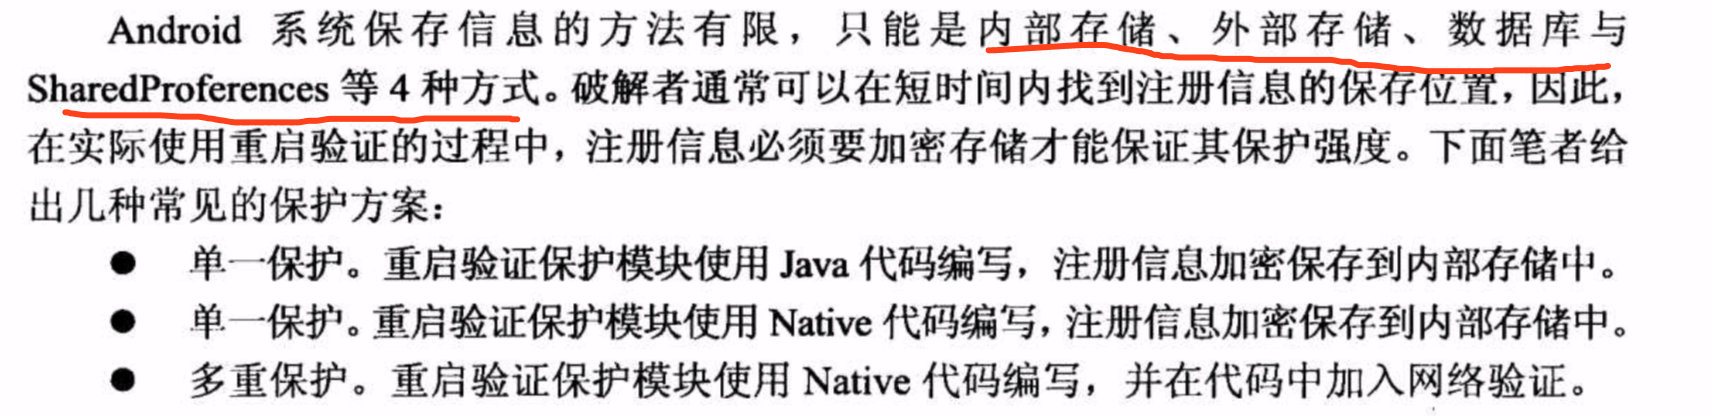 Android 系统保存信息的方法有限，只能是内部存储、外部存储、数据库与
SharedProferences 等 4 种方式。破解者通常可以在短时间内找到注册信息的保存位置，因此，
在实际使用重启验证的过程中，注册信息必须要加密存储才能保证其保护强度。下面笔者给
出几种常见的保护方案：
● 单一保护。重启验证保护模块使用 Java 代码编写，注册信息加密保存到内部存储中。
● 单一保护。重启验证保护模块使用 Native 代码编写，注册信息加密保存到内部存储中。
● 多重保护。重启验证保护模块使用 Native 代码编写，并在代码中加入网络验证。